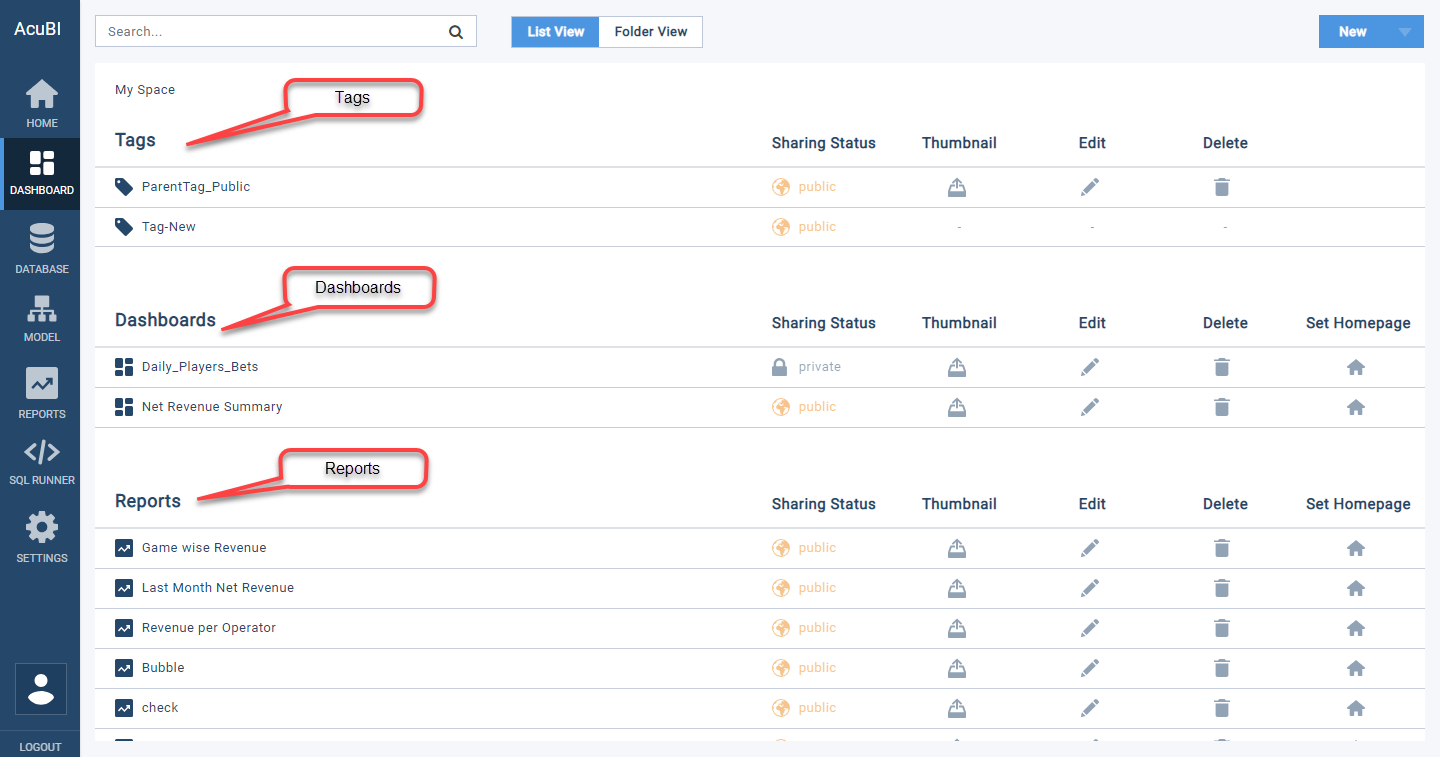 AcuBI
HOME
DASHBOARD
DATABASE
MODEL
REPORTS
SQL RUNNER
SETTINGS
LOGOUT
Search...
List View
Folder View
New
My Space
Tags
Tags Sharing Status Thumbnail Edit Delete
ParentTag_Public public
Tag-New public - - -
Dashboards
Dashboards Sharing Status Thumbnail Edit Delete Set Homepage
Daily_Players_Bets private
Net Revenue Summary public
Reports
Reports Sharing Status Thumbnail Edit Delete Set Homepage
Game wise Revenue public
Last Month Net Revenue public
Revenue per Operator public
Bubble public
check public